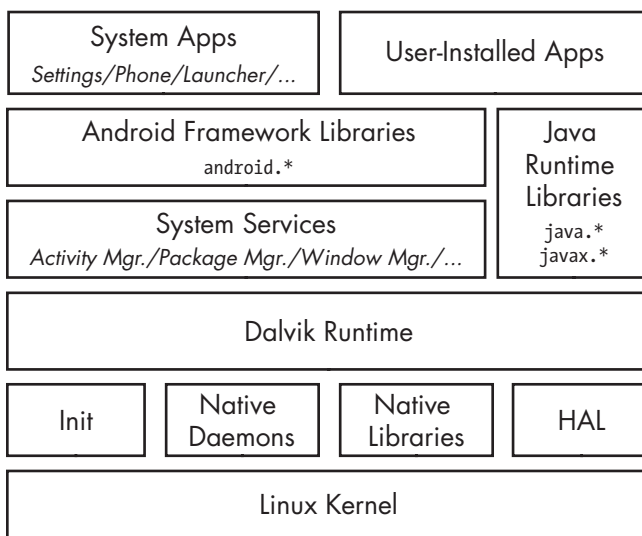 System Apps
Settings/Phone/Launcher/...
User-Installed Apps
Android Framework Libraries
android.*
Java
Runtime
Libraries
java.*
javax.*
System Services
Activity Mgr./Package Mgr./Window Mgr./...
Dalvik Runtime
Init
Native
Daemons
Native
Libraries
HAL
Linux Kernel